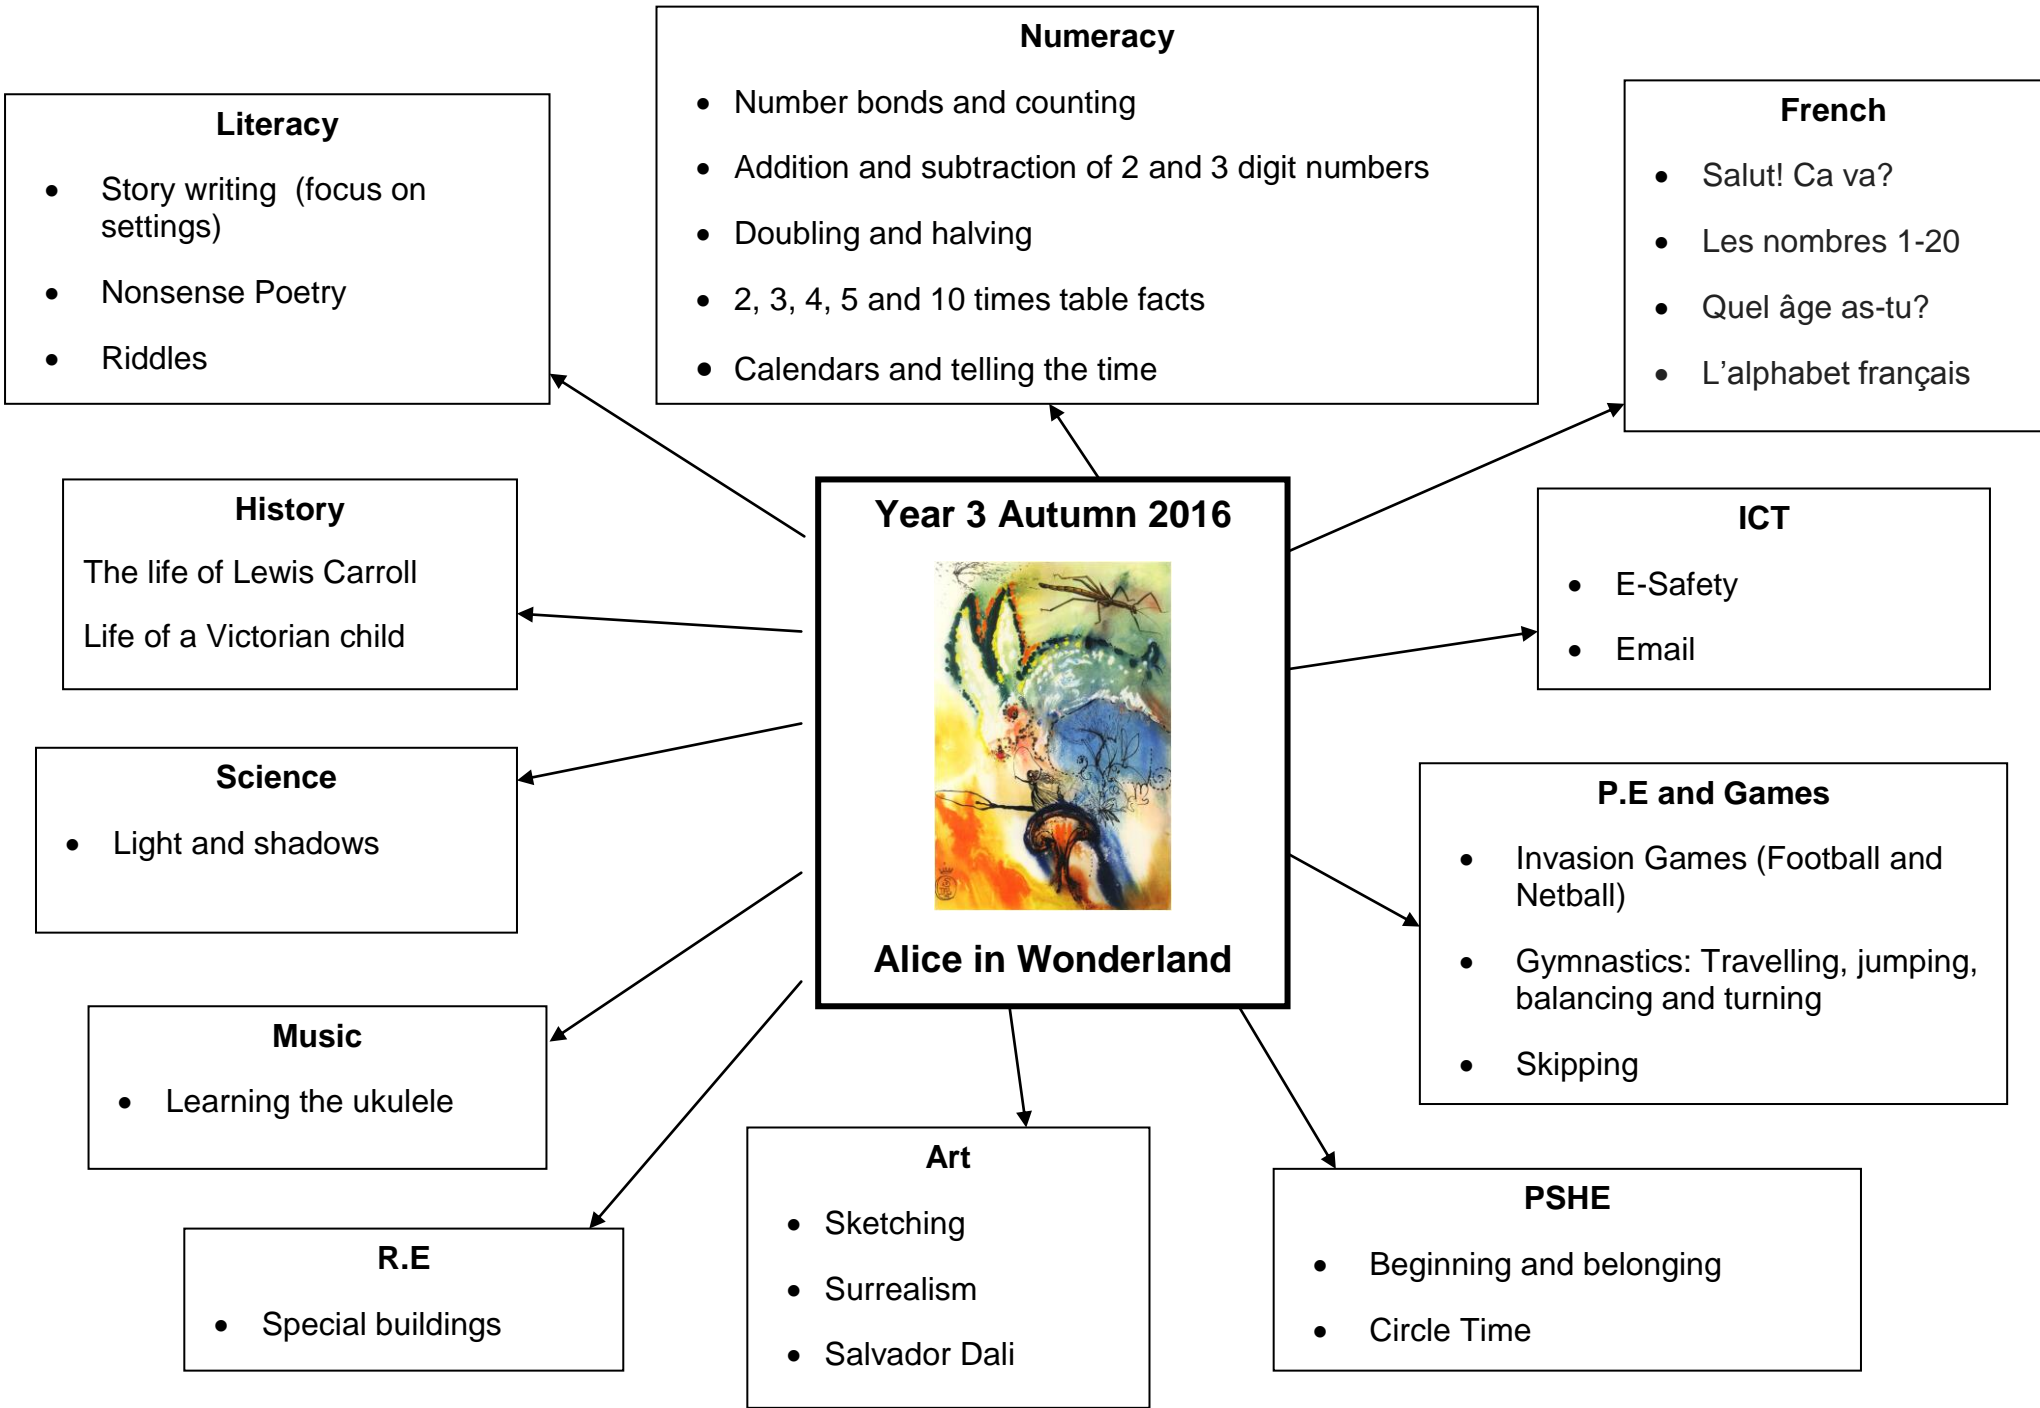 Numeracy
• Number bonds and counting
• Addition and subtraction of 2 and 3 digit numbers
• Doubling and halving
• 2, 3, 4, 5 and 10 times table facts
• Calendars and telling the time
Literacy
• Story writing  (focus on
settings)
• Nonsense Poetry
• Riddles
French
• Salut! Ca va?
• Les nombres 1-20
• Quel âge as-tu?
• L’alphabet français
History
The life of Lewis Carroll
Life of a Victorian child
Year 3 Autumn 2016
Alice in Wonderland
ICT
• E-Safety
• Email
Science
• Light and shadows
P.E and Games
• Invasion Games (Football and
Netball)
• Gymnastics: Travelling, jumping,
balancing and turning
• Skipping
Music
• Learning the ukulele
R.E
• Special buildings
Art
• Sketching
• Surrealism
• Salvador Dali
PSHE
• Beginning and belonging
• Circle Time